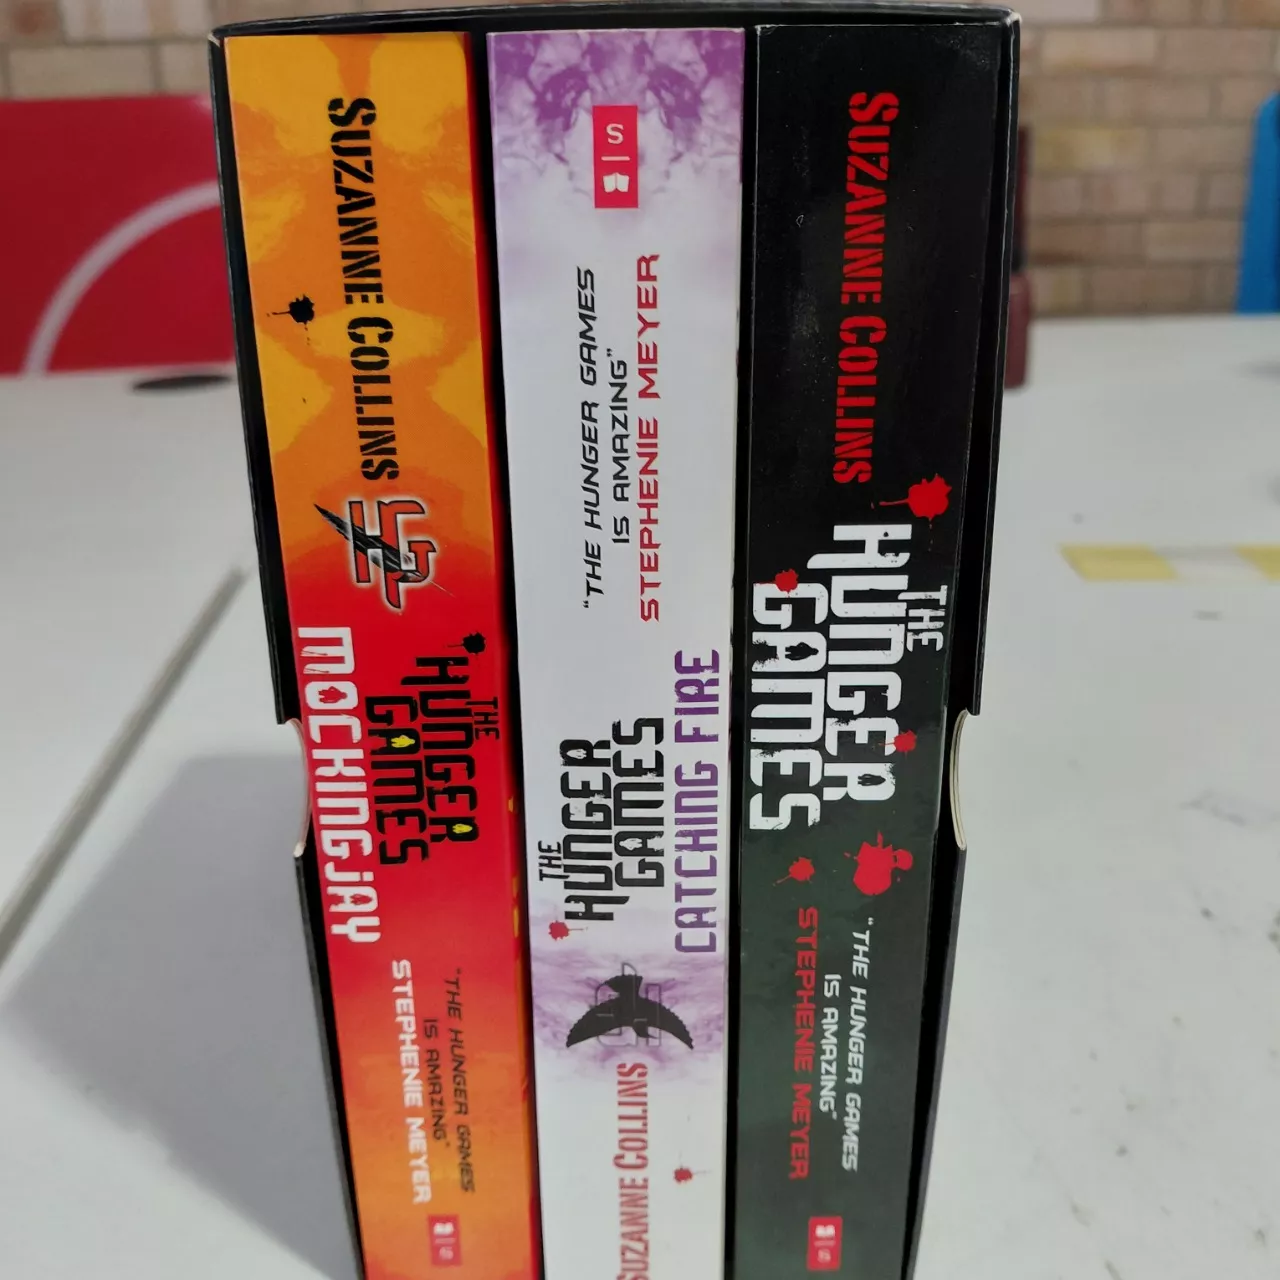 SUZANNE COLLINS
THE
HUNGER
GAMES
MOCKINGJAY
"THE HUNGER GAMES
IS AMAZING"
STEPHENIE MEYER
S
"THE HUNGER GAMES
IS AMAZING"
STEPHENIE MEYER
THE
HUNGER
GAMES
CATCHING FIRE
SUZANNE COLLINS
S
SUZANNE COLLINS
THE
HUNGER
GAMES
"THE HUNGER GAMES
IS AMAZING"
STEPHENIE MEYER
S